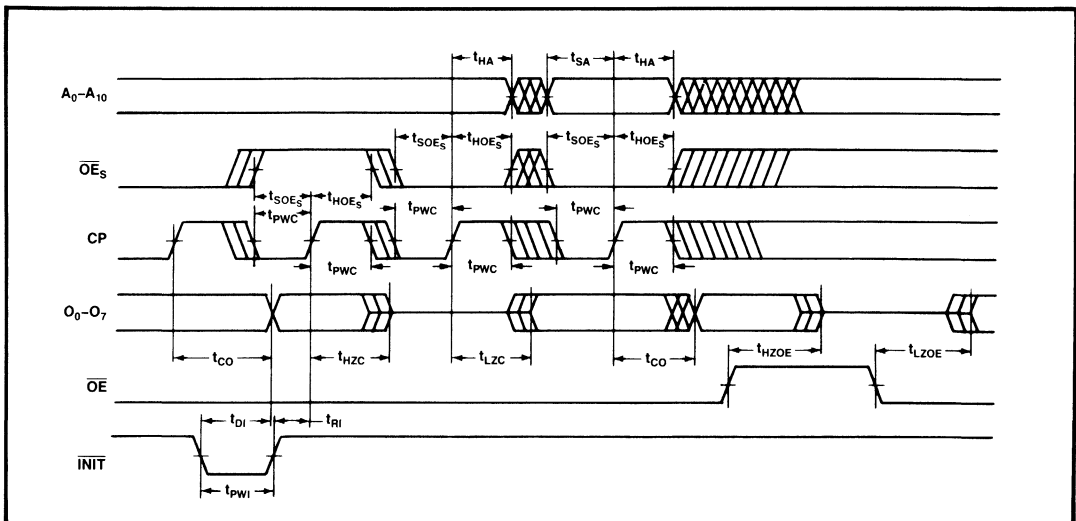 tHA tSA tHA
A0–A10
tSOES tHOES tSOES tHOES
OES
tSOES tHOES
tPWC tPWC tPWC
CP
tPWC tPWC tPWC
O0–O7
tCO tHZC tLZC tCO tHZOE tLZOE
OE
tDI tRI
INIT
tPWI